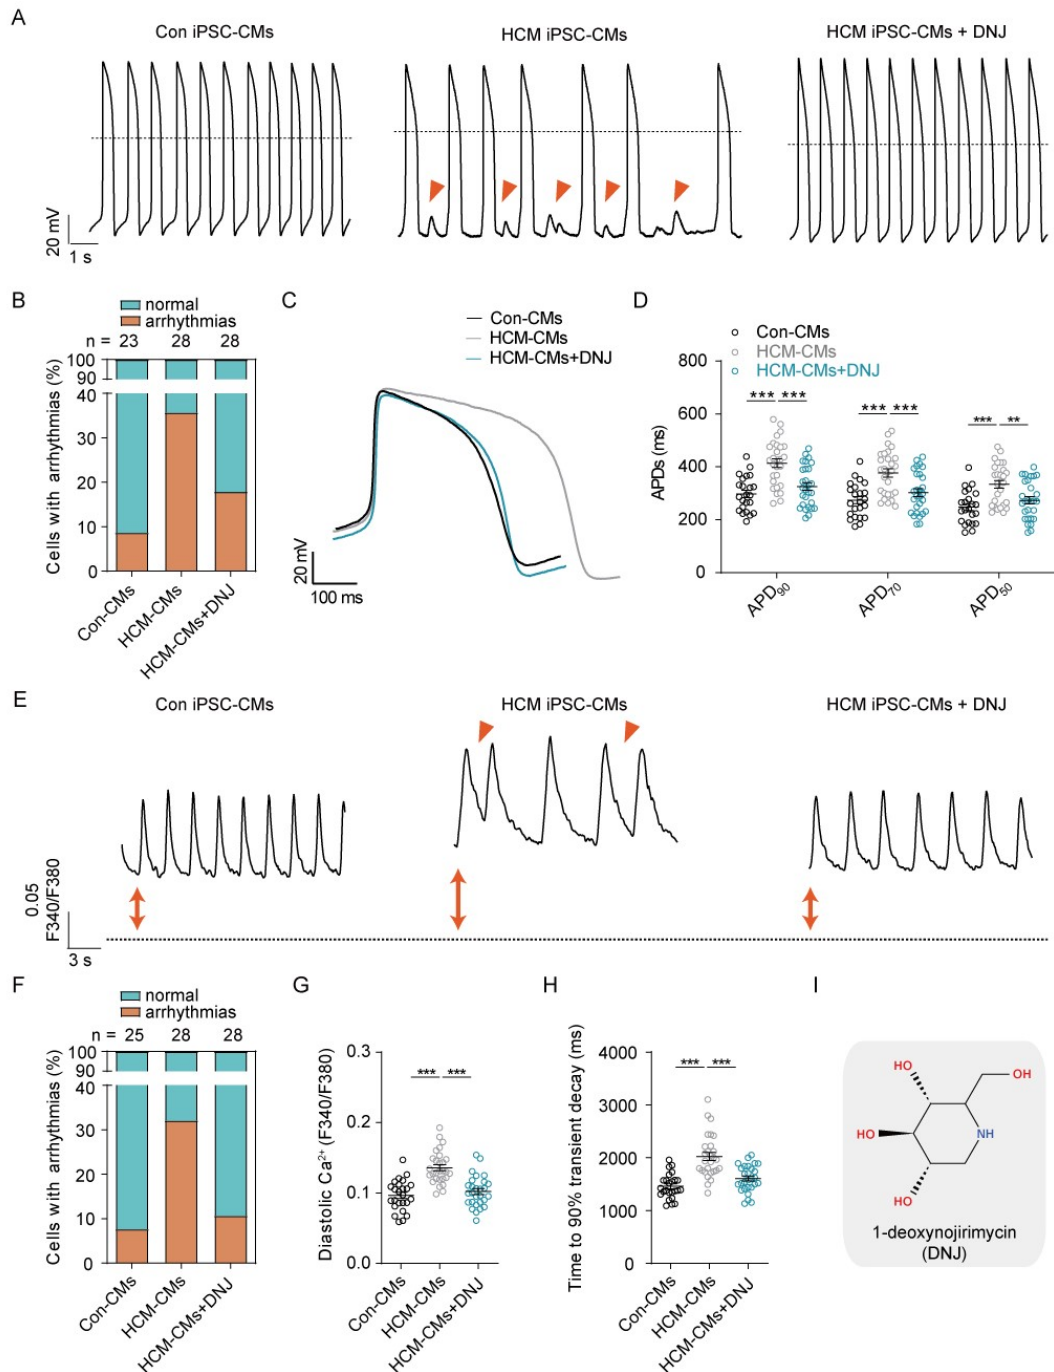 A
Con iPSC-CMs
HCM iPSC-CMs
HCM iPSC-CMs + DNJ
20 mV
1 s
B
normal
arrhythmias
n = 23 28 28
Cells with arrhythmias (%)
100
90
40
30
20
10
0
Con-CMs
HCM-CMs
HCM-CMs+DNJ
C
Con-CMs
HCM-CMs
HCM-CMs+DNJ
20 mV
100 ms
D
Con-CMs
HCM-CMs
HCM-CMs+DNJ
APDs (ms)
800
600
400
200
0
*** ***
*** ***
*** **
APD90
APD70
APD50
E
Con iPSC-CMs
HCM iPSC-CMs
HCM iPSC-CMs + DNJ
0.05
F340/F380
3 s
F
normal
arrhythmias
n = 25 28 28
Cells with arrhythmias (%)
100
90
40
30
20
10
0
Con-CMs
HCM-CMs
HCM-CMs+DNJ
G
Diastolic Ca2+ (F340/F380)
0.3
0.2
0.1
0.0
*** ***
Con-CMs
HCM-CMs
HCM-CMs+DNJ
H
Time to 90% transient decay (ms)
4000
3000
2000
1000
0
*** ***
Con-CMs
HCM-CMs
HCM-CMs+DNJ
I
HO
OH
HO
NH
HO
1-deoxynojirimycin
(DNJ)